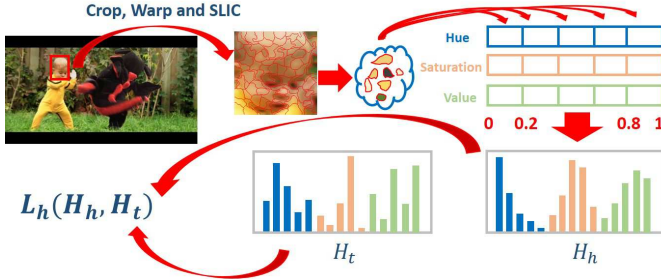 Crop, Warp and SLIC
Hue
Saturation
Value
0 0.2 0.8 1
L_h(H_h, H_t)
H_t
H_h